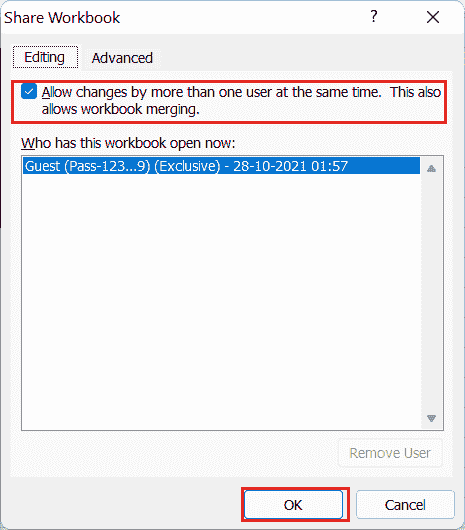 Share Workbook ?
Editing Advanced
Allow changes by more than one user at the same time. This also
allows workbook merging.
Who has this workbook open now:
Guest (Pass-123...9) (Exclusive) - 28-10-2021 01:57
Remove User
OK Cancel